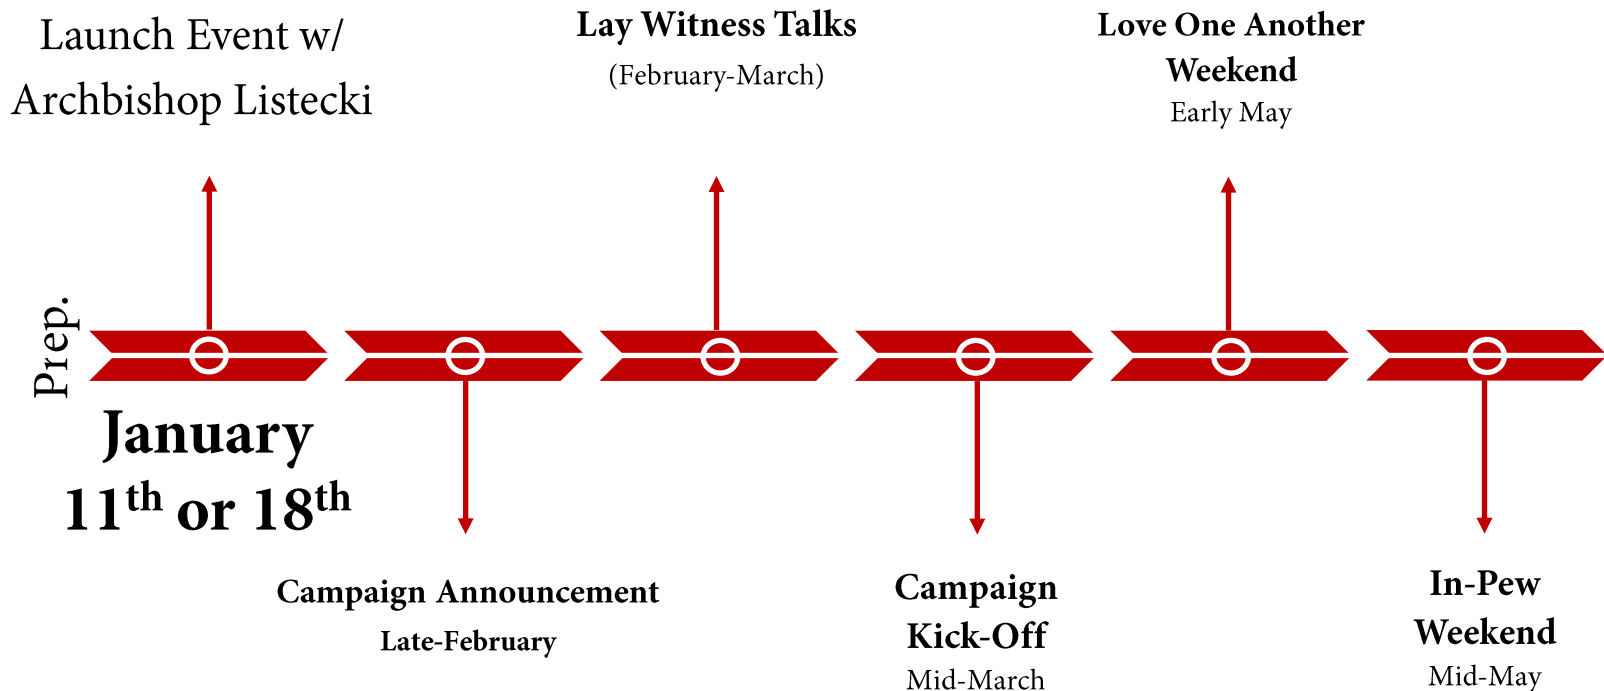 Launch Event w/
Archbishop Listecki
Lay Witness Talks
(February-March)
Love One Another
Weekend
Early May
Prep.
January
11th or 18th
Campaign Announcement
Late-February
Campaign
Kick-Off
Mid-March
In-Pew
Weekend
Mid-May